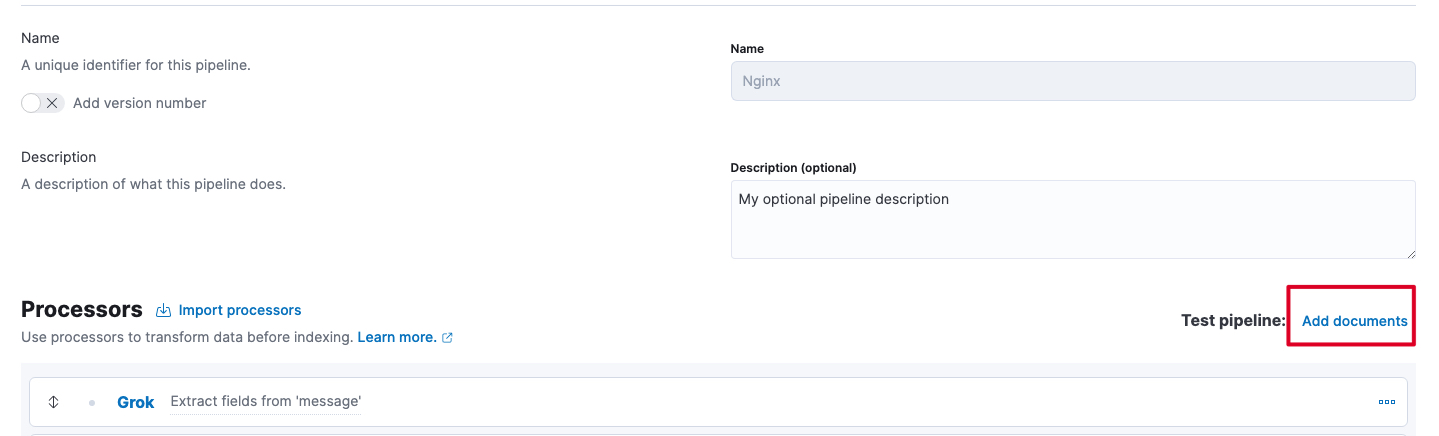 Name
A unique identifier for this pipeline.
Add version number
Name
Nginx
Description
A description of what this pipeline does.
Description (optional)
My optional pipeline description
Processors
Import processors
Use processors to transform data before indexing. Learn more.
Test pipeline: Add documents
Grok Extract fields from 'message'